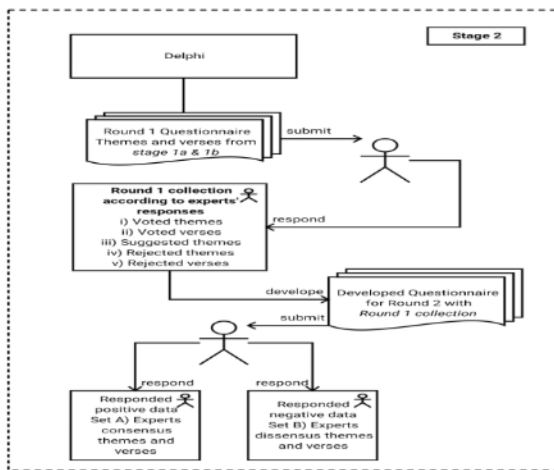 Stage 2
Delphi
Round 1 Questionnaire
Themes and verses from
stage 1a & 1b
submit
Round 1 collection
according to experts'
responses
i) Voted themes
ii) Voted verses
iii) Suggested themes
iv) Rejected themes
v) Rejected verses
respond
develope
Developed Questionnaire
for Round 2 with
Round 1 collection
submit
respond
respond
Responded
positive data
Set A) Experts
consensus
themes and
verses
Responded
negative data
Set B) Experts
dissensus themes
and verses